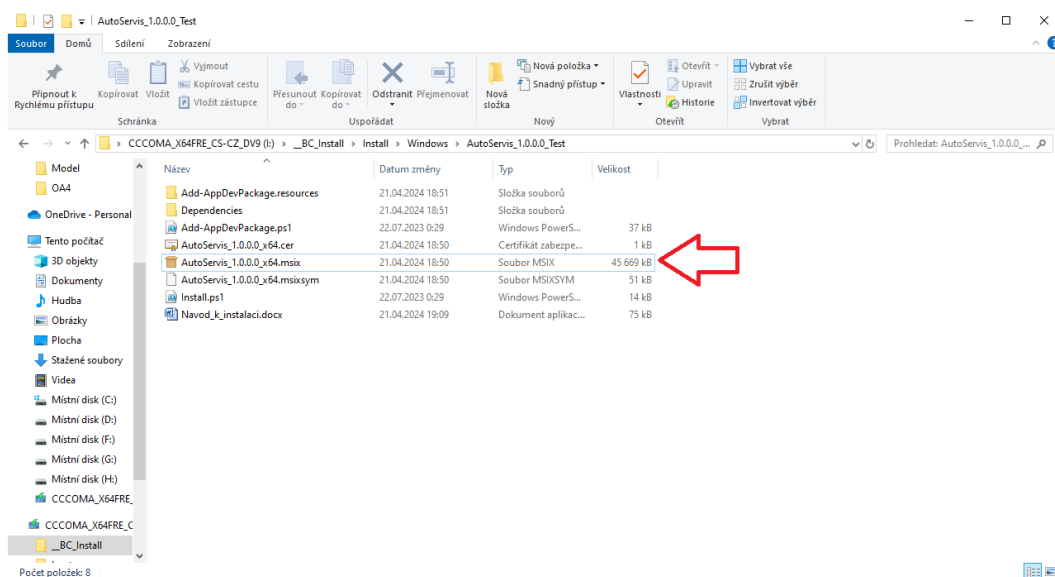 AutoServis_1.0.0.0_Test
Soubor Domů Sdílení Zobrazení
Připnout k Rychlému přístupu
Kopírovat
Vložit
Vyjmout
Kopírovat cestu
Vložit zástupce
Schránka
Přesunout do
Kopírovat do
Odstranit
Přejmenovat
Uspořádat
Nová složka
Nová položka
Snadný přístup
Nový
Vlastnosti
Otevřít
Upravit
Historie
Otevřít
Vybrat vše
Zrušit výběr
Invertovat výběr
Vybrat
CCCOMA_X64FRE_CS-CZ_DV9 (I:) › __BC_Install › Install › Windows › AutoServis_1.0.0.0_Test
Prohledat: AutoServis_1.0.0.0_...
Model
OA4
OneDrive - Personal
Tento počítač
3D objekty
Dokumenty
Hudba
Obrázky
Plocha
Stažené soubory
Videa
Místní disk (C:)
Místní disk (D:)
Místní disk (F:)
Místní disk (G:)
Místní disk (H:)
CCCOMA_X64FRE_
CCCOMA_X64FRE_C
__BC_Install
Název Datum změny Typ Velikost
Add-AppDevPackage.resources 21.04.2024 18:51 Složka souborů
Dependencies 21.04.2024 18:51 Složka souborů
Add-AppDevPackage.ps1 22.07.2023 0:29 Windows PowerS... 37 kB
AutoServis_1.0.0.0_x64.cer 21.04.2024 18:50 Certifikát zabezpe... 1 kB
AutoServis_1.0.0.0_x64.msix 21.04.2024 18:50 Soubor MSIX 45 669 kB
AutoServis_1.0.0.0_x64.msixsym 21.04.2024 18:50 Soubor MSIXSYM 51 kB
Install.ps1 22.07.2023 0:29 Windows PowerS... 14 kB
Navod_k_instalaci.docx 21.04.2024 19:09 Dokument aplikac... 75 kB
Počet položek: 8